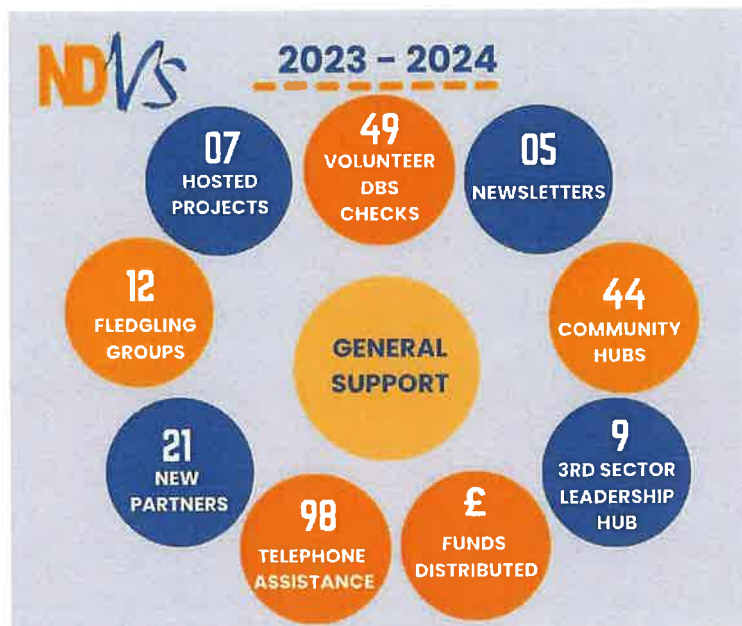 NDVS
2023 - 2024
49
VOLUNTEER
DBS
CHECKS
05
NEWSLETTERS
44
COMMUNITY
HUBS
9
3RD SECTOR
LEADERSHIP
HUB
£
FUNDS
DISTRIBUTED
98
TELEPHONE
ASSISTANCE
21
NEW
PARTNERS
12
FLEDGLING
GROUPS
07
HOSTED
PROJECTS
GENERAL
SUPPORT